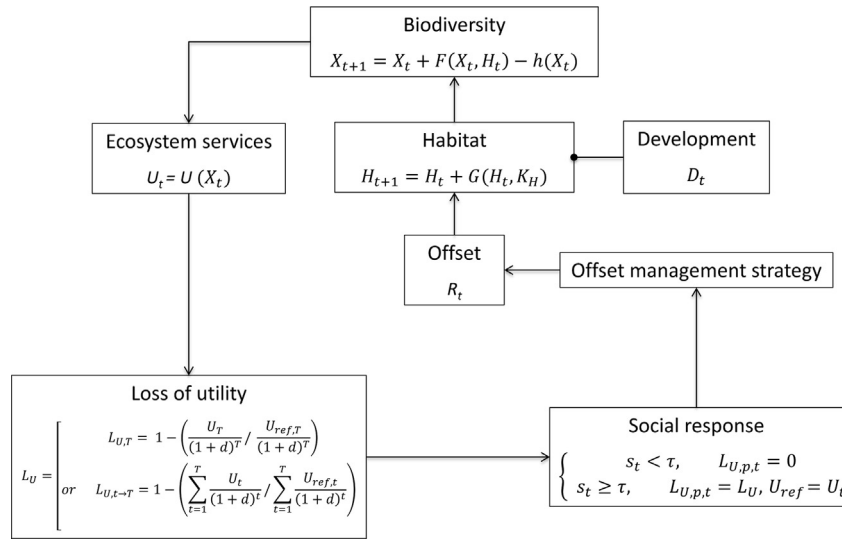 Biodiversity
X_{t+1} = X_t + F(X_t, H_t) − h(X_t)
Ecosystem services
U_t = U (X_t)
Habitat
H_{t+1} = H_t + G(H_t, K_H)
Development
D_t
Offset
R_t
Offset management strategy
Loss of utility
L_U =
L_{U,T} = 1 − (U_T/(1 + d)^T / U_{ref,T}/(1 + d)^T)
or L_{U,t→T} = 1 − (∑_{t=1}^{T} U_t/(1 + d)^t / ∑_{t=1}^{T} U_{ref,t}/(1 + d)^t)
Social response
{ s_t < τ, L_{U,p,t} = 0
s_t ≥ τ, L_{U,p,t} = L_U, U_{ref} = U_t